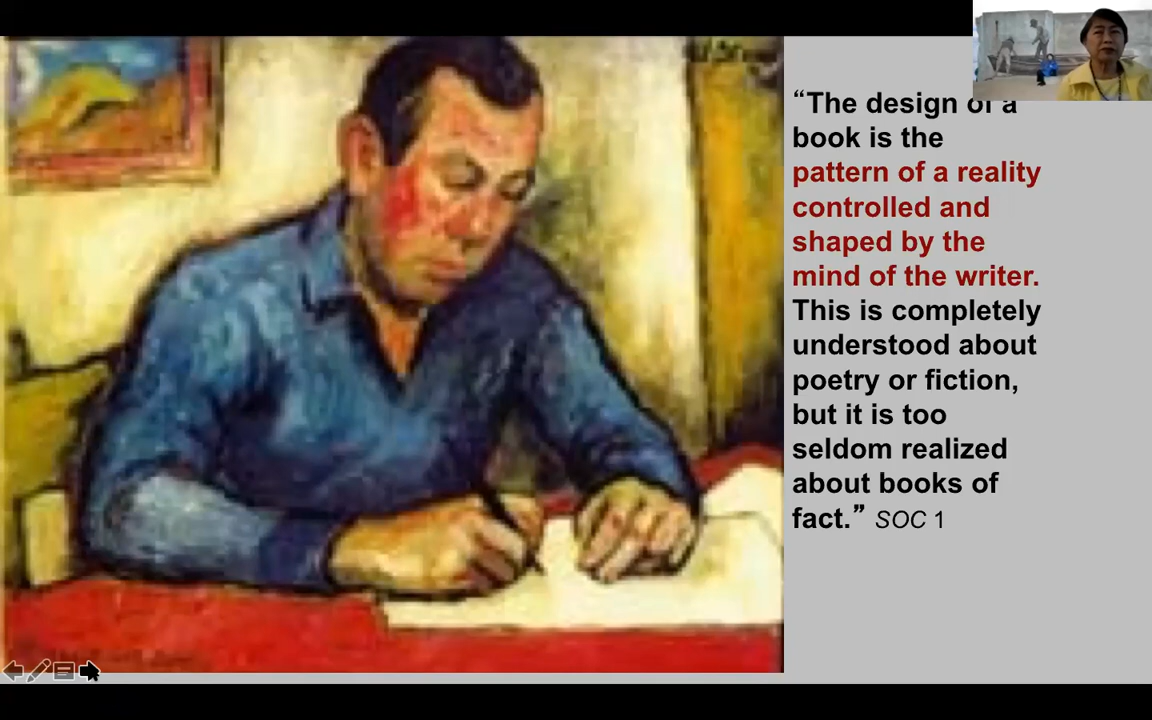 “The design of a
book is the
pattern of a reality
controlled and
shaped by the
mind of the writer.
This is completely
understood about
poetry or fiction,
but it is too
seldom realized
about books of
fact.” SOC 1